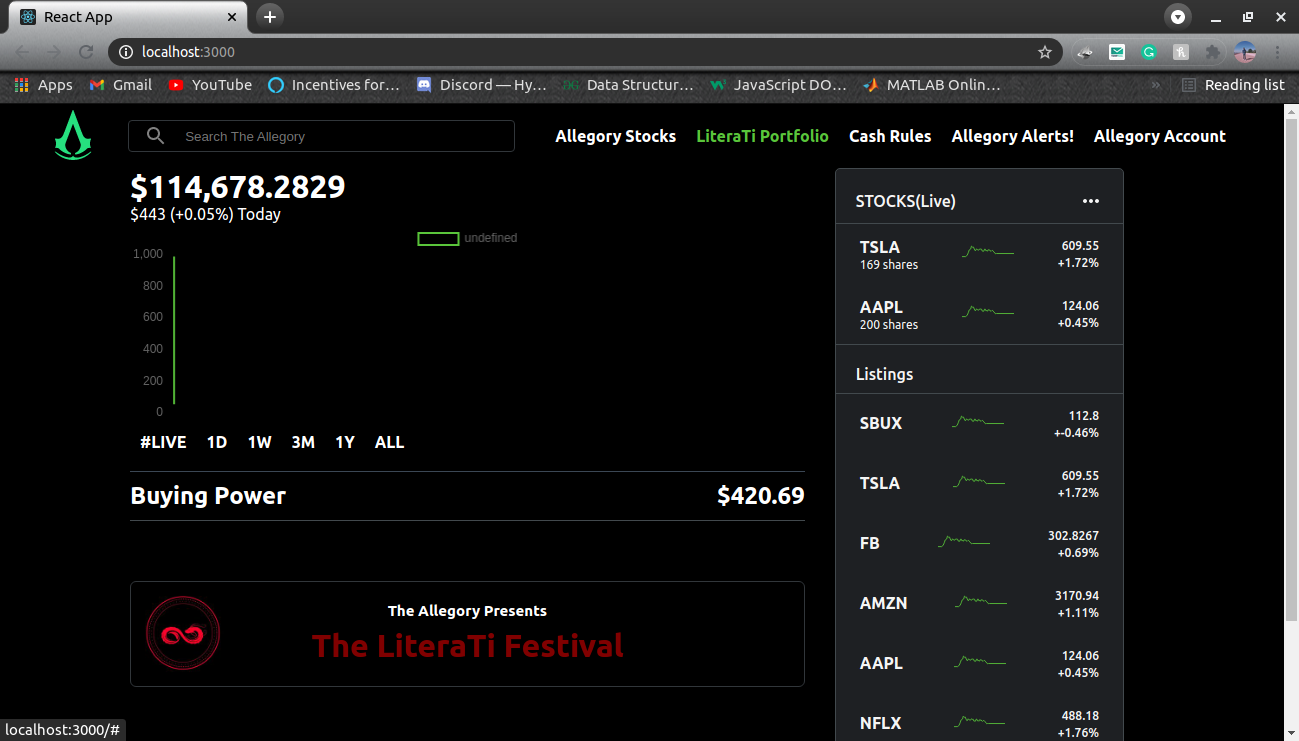 React App
localhost:3000
Apps Gmail YouTube Incentives for... Discord — Hy... Data Structur... JavaScript DO... MATLAB Onlin... » Reading list
Search The Allegory
Allegory Stocks LiteraTi Portfolio Cash Rules Allegory Alerts! Allegory Account
$114,678.2829
$443 (+0.05%) Today
undefined
1,000
800
600
400
200
0
#LIVE 1D 1W 3M 1Y ALL
Buying Power $420.69
The Allegory Presents
The LiteraTi Festival
STOCKS(Live)
TSLA 609.55
169 shares +1.72%
AAPL 124.06
200 shares +0.45%
Listings
SBUX 112.8
+-0.46%
TSLA 609.55
+1.72%
FB 302.8267
+0.69%
AMZN 3170.94
+1.11%
AAPL 124.06
+0.45%
NFLX 488.18
+1.76%
localhost:3000/#